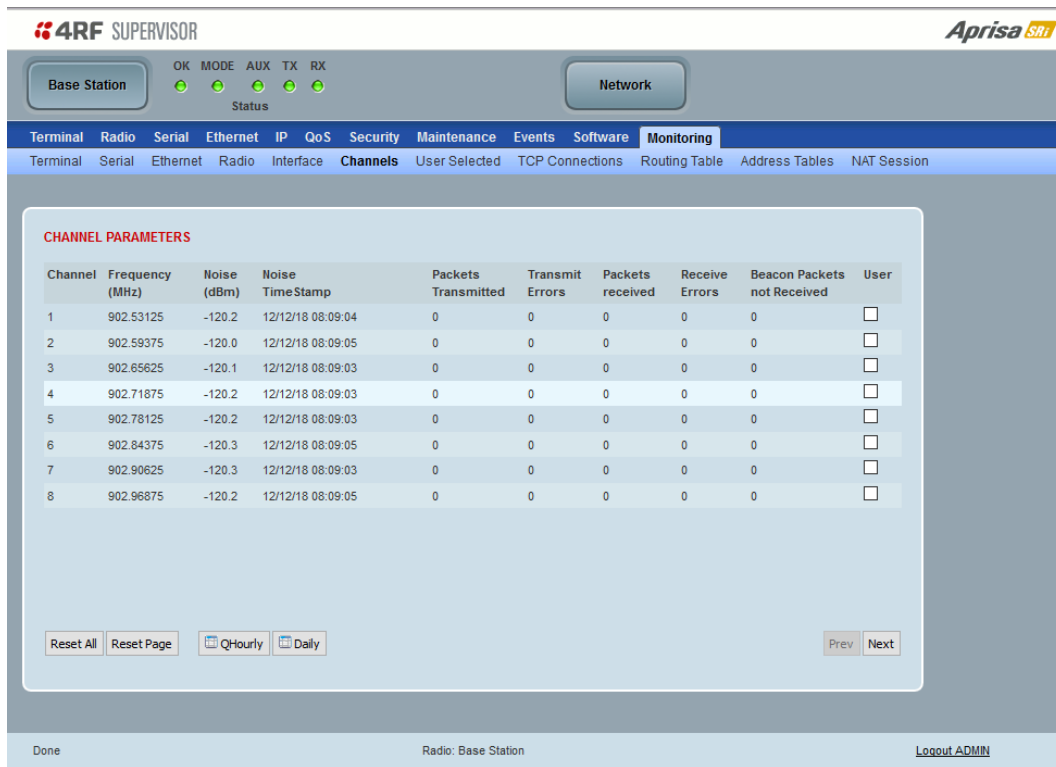 4RF SUPERVISOR
Aprisa SRi
Base Station
OK MODE AUX TX RX
Status
Network
Terminal Radio Serial Ethernet IP QoS Security Maintenance Events Software Monitoring
Terminal Serial Ethernet Radio Interface Channels User Selected TCP Connections Routing Table Address Tables NAT Session
CHANNEL PARAMETERS
Channel Frequency Noise Noise Packets Transmit Packets Receive Beacon Packets User
(MHz) (dBm) TimeStamp Transmitted Errors received Errors not Received
1 902.53125 -120.2 12/12/18 08:09:04 0 0 0 0 0
2 902.59375 -120.0 12/12/18 08:09:05 0 0 0 0 0
3 902.65625 -120.1 12/12/18 08:09:03 0 0 0 0 0
4 902.71875 -120.2 12/12/18 08:09:03 0 0 0 0 0
5 902.78125 -120.2 12/12/18 08:09:03 0 0 0 0 0
6 902.84375 -120.3 12/12/18 08:09:05 0 0 0 0 0
7 902.90625 -120.3 12/12/18 08:09:03 0 0 0 0 0
8 902.96875 -120.2 12/12/18 08:09:05 0 0 0 0 0
Reset All Reset Page QHourly Daily Prev Next
Done Radio: Base Station Logout ADMIN